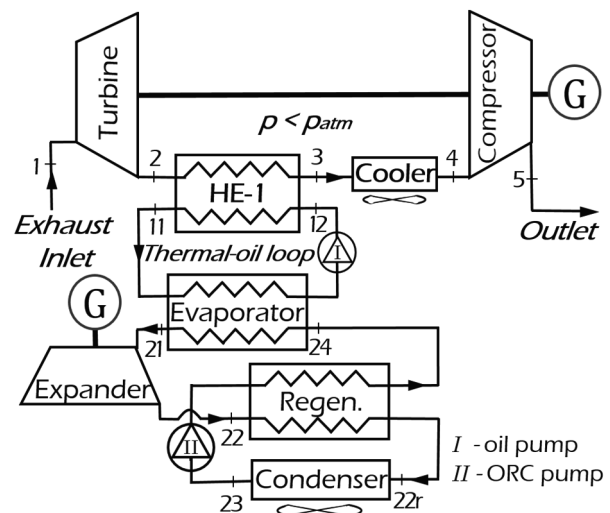 Turbine
Compressor
G
p < patm
1
2
3
Cooler
4
5
HE-1
11
12
Exhaust
Inlet
Thermal-oil loop
I
Outlet
G
Evaporator
21
24
Expander
Regen.
II
22
I - oil pump
II - ORC pump
Condenser
23
22r